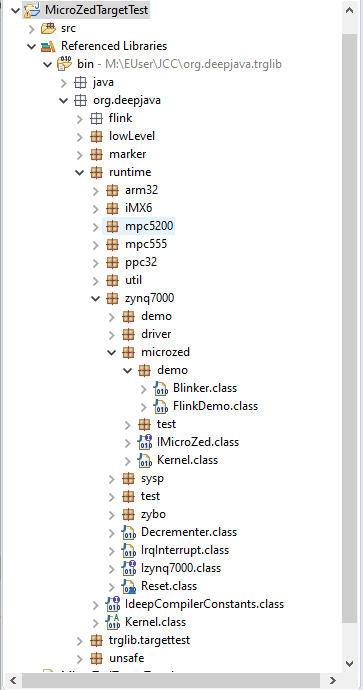 MicroZedTargetTest
src
Referenced Libraries
bin - M:\EUser\JCC\org.deepjava.trglib
java
org.deepjava
flink
lowLevel
marker
runtime
arm32
iMX6
mpc5200
mpc555
ppc32
util
zynq7000
demo
driver
microzed
demo
Blinker.class
FlinkDemo.class
test
IMicroZed.class
Kernel.class
sysp
test
zybo
Decrementer.class
IrqInterrupt.class
Izynq7000.class
Reset.class
IdeepCompilerConstants.class
Kernel.class
trglib.targettest
unsafe